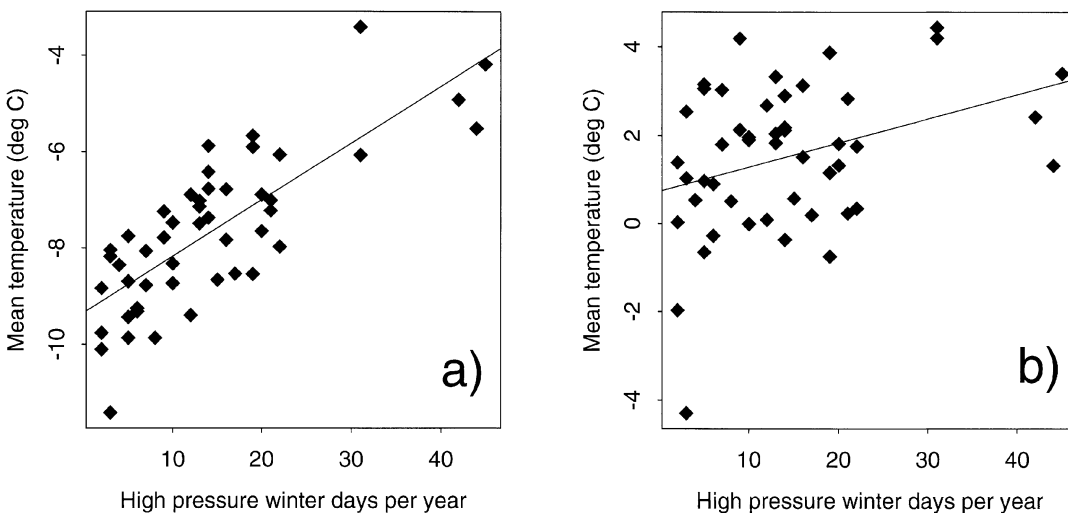 Mean temperature (deg C)
-4
-6
-8
-10
10
20
30
40
High pressure winter days per year
a)
Mean temperature (deg C)
4
2
0
-2
-4
10
20
30
40
High pressure winter days per year
b)